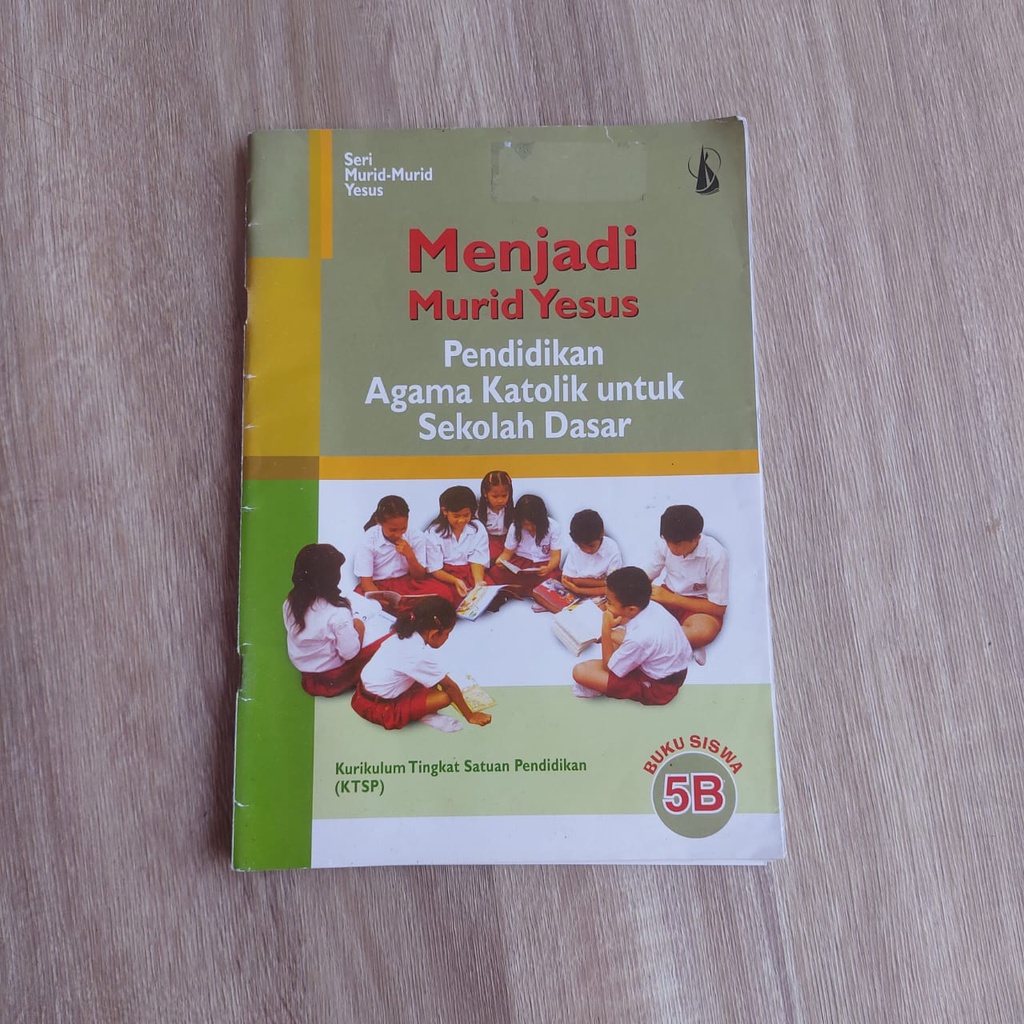 Seri
Murid-Murid
Yesus
Menjadi
Murid Yesus
Pendidikan
Agama Katolik untuk
Sekolah Dasar
Kurikulum Tingkat Satuan Pendidikan
(KTSP)
BUKU SISWA
5B